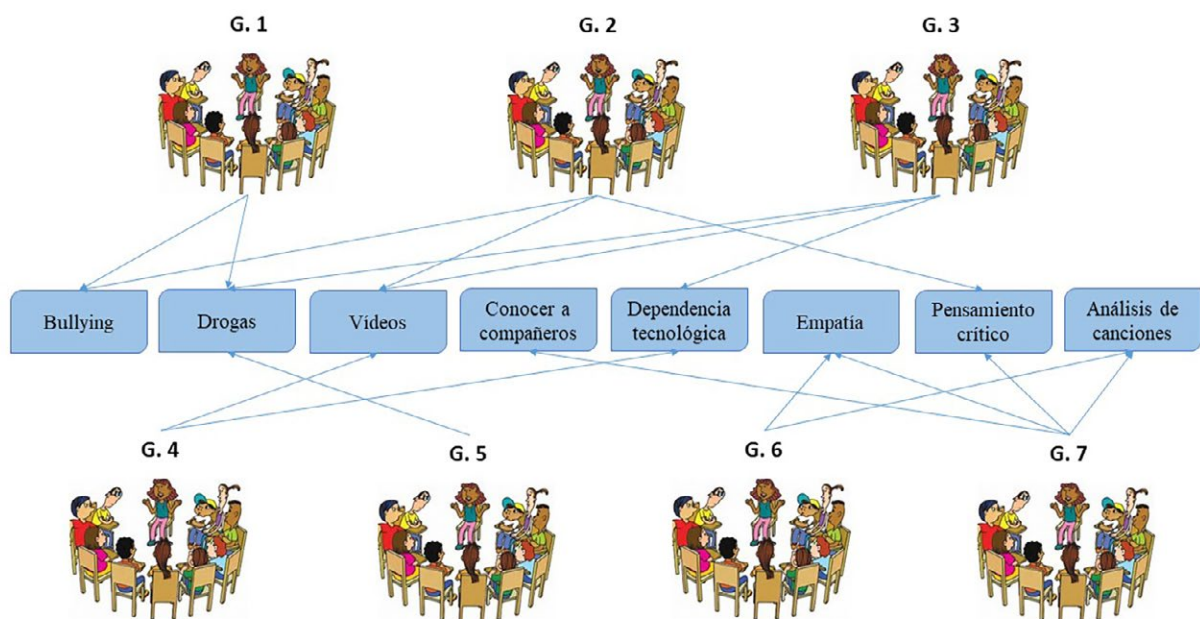 G. 1
G. 2
G. 3
Bullying
Drogas
Vídeos
Conocer a
compañeros
Dependencia
tecnológica
Empatía
Pensamiento
crítico
Análisis de
canciones
G. 4
G. 5
G. 6
G. 7